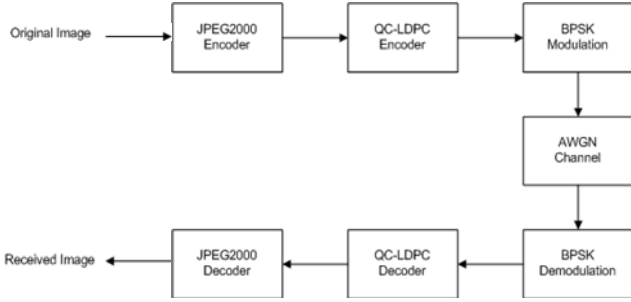 Original Image
JPEG2000
Encoder
QC-LDPC
Encoder
BPSK
Modulation
AWGN
Channel
Received Image
JPEG2000
Decoder
QC-LDPC
Decoder
BPSK
Demodulation